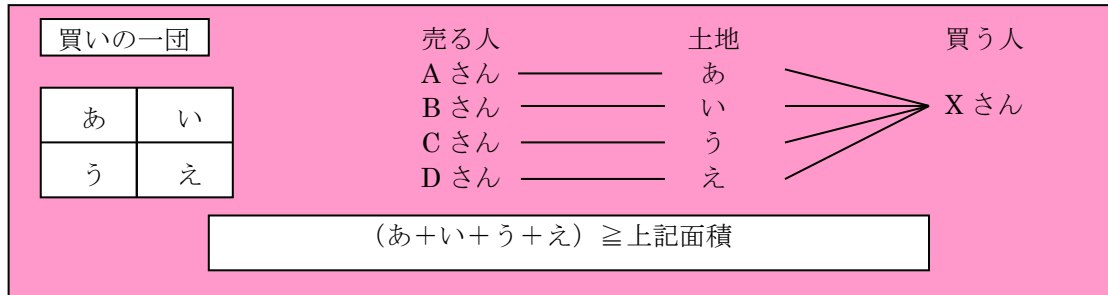 買いの一団
売る人 土地 買う人
Aさん あ
Bさん い Xさん
Cさん う
Dさん え
あ い
う え
（あ＋い＋う＋え）≧上記面積